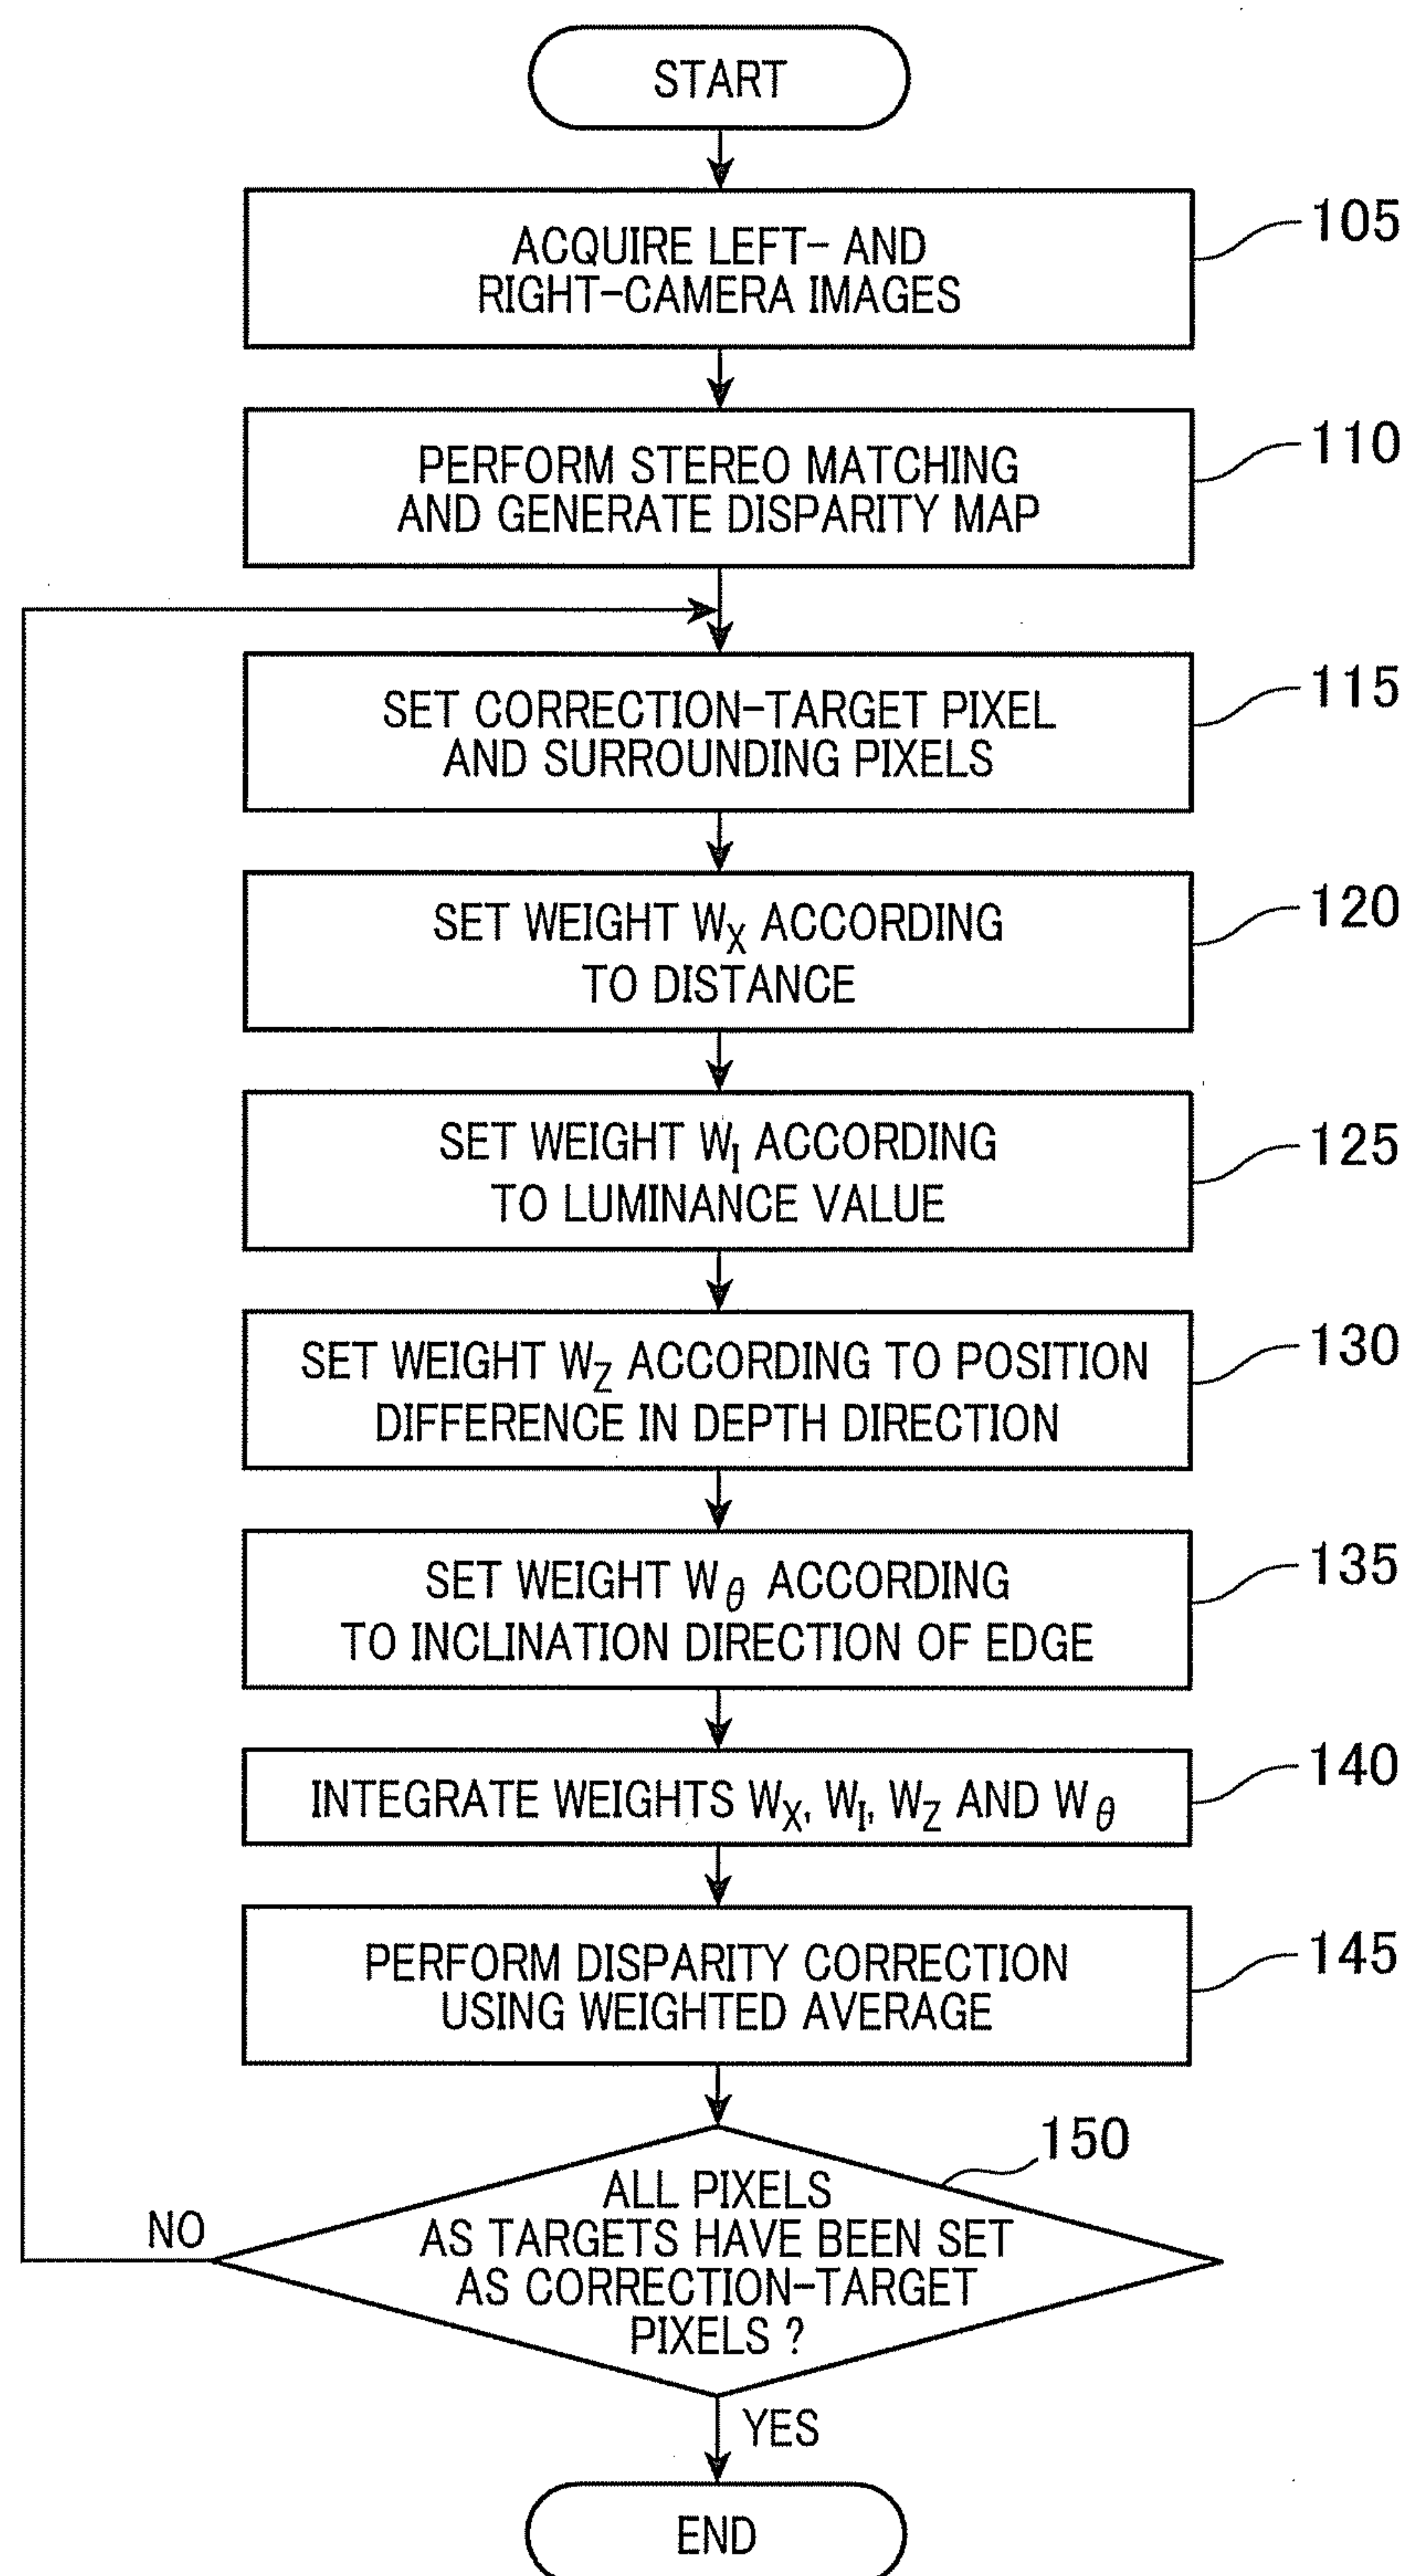 START
ACQUIRE LEFT- AND
RIGHT-CAMERA IMAGES
105
PERFORM STEREO MATCHING
AND GENERATE DISPARITY MAP
110
SET CORRECTION-TARGET PIXEL
AND SURROUNDING PIXELS
115
SET WEIGHT WX ACCORDING
TO DISTANCE
120
SET WEIGHT WI ACCORDING
TO LUMINANCE VALUE
125
SET WEIGHT WZ ACCORDING TO POSITION
DIFFERENCE IN DEPTH DIRECTION
130
SET WEIGHT Wθ ACCORDING
TO INCLINATION DIRECTION OF EDGE
135
INTEGRATE WEIGHTS WX, WI, WZ AND Wθ
140
PERFORM DISPARITY CORRECTION
USING WEIGHTED AVERAGE
145
150
ALL PIXELS
AS TARGETS HAVE BEEN SET
AS CORRECTION-TARGET
PIXELS ?
NO
YES
END